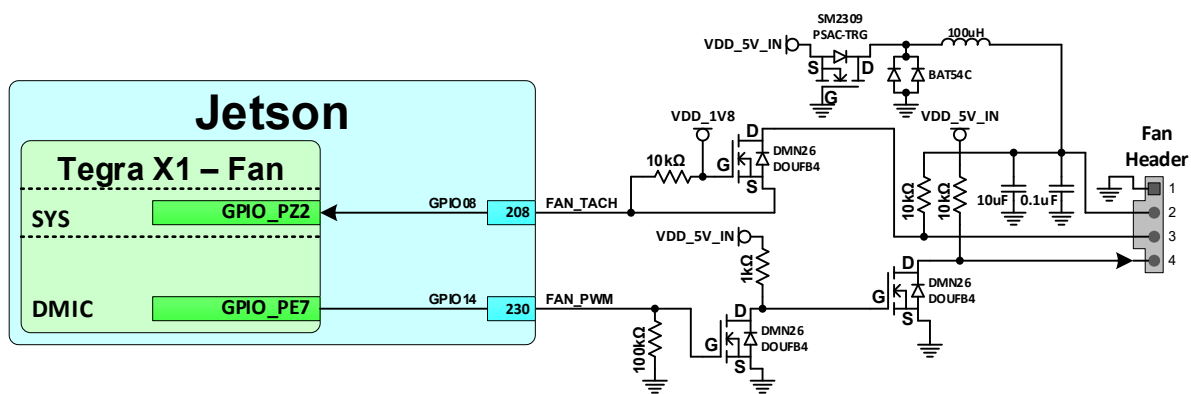 Jetson
Tegra X1 – Fan
SYS
GPIO_PZ2
DMIC
GPIO_PE7
GPIO08
208
FAN_TACH
GPIO14
230
FAN_PWM
SM2309
PSAC-TRG
VDD_5V_IN
S
D
G
100uH
BAT54C
VDD_1V8
10kΩ
D
G
S
DMN26
DOUFB4
VDD_5V_IN
10kΩ
10kΩ
10uF
0.1uF
Fan
Header
1
2
3
4
VDD_5V_IN
1kΩ
100kΩ
D
G
S
DMN26
DOUFB4
D
G
S
DMN26
DOUFB4